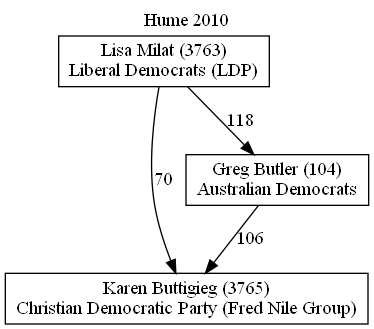 Hume 2010
Lisa Milat (3763)
Liberal Democrats (LDP)
118
Greg Butler (104)
Australian Democrats
70
106
Karen Buttigieg (3765)
Christian Democratic Party (Fred Nile Group)